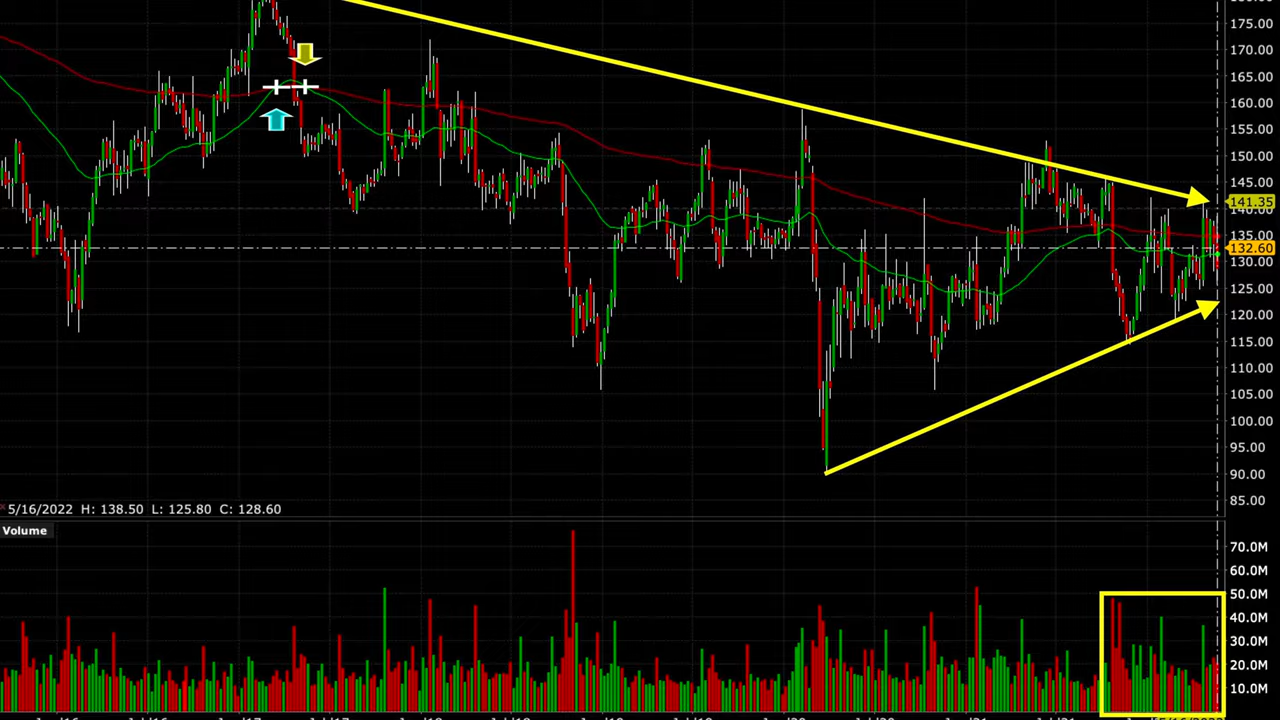 175.00
170.00
165.00
160.00
155.00
150.00
145.00
141.35
140.00
135.00
132.60
130.00
125.00
120.00
115.00
110.00
105.00
100.00
95.00
90.00
85.00
5/16/2022 H: 138.50 L: 125.80 C: 128.60
Volume
70.0M
60.0M
50.0M
40.0M
30.0M
20.0M
10.0M